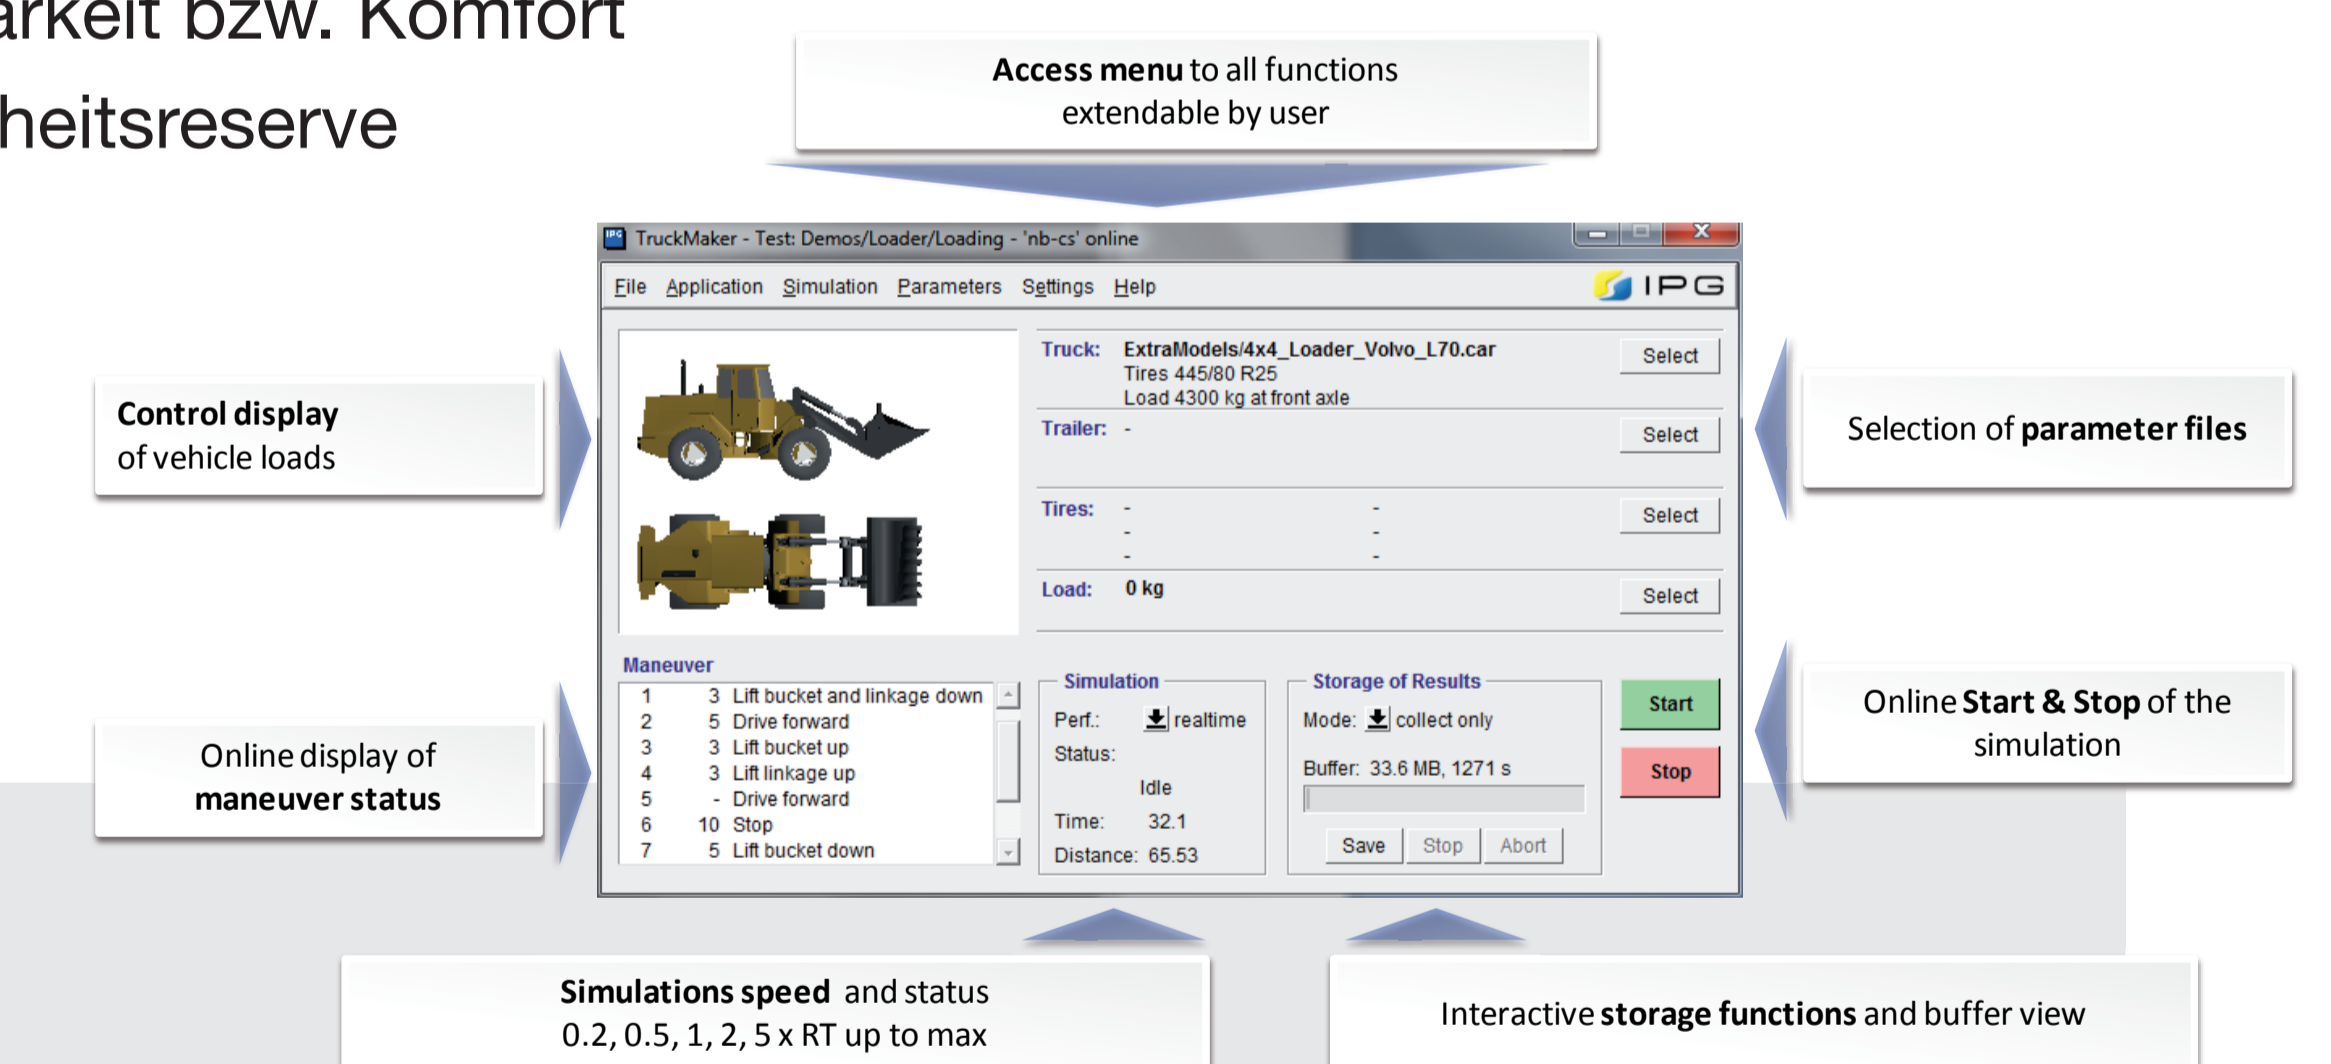 arkeit bzw. Komfort
heitsreserve
Access menu to all functions
extendable by user
IPG TruckMaker - Test: Demos/Loader/Loading - 'nb-cs' online
File Application Simulation Parameters Settings Help
IPG
Truck: ExtraModels/4x4_Loader_Volvo_L70.car Select
Tires 445/80 R25
Load 4300 kg at front axle
Trailer: - Select
Tires: - - Select
- -
- -
Load: 0 kg Select
Control display
of vehicle loads
Selection of parameter files
Maneuver
1 3 Lift bucket and linkage down
2 5 Drive forward
3 3 Lift bucket up
4 3 Lift linkage up
5 - Drive forward
6 10 Stop
7 5 Lift bucket down
Simulation
Perf.: realtime
Status:
Idle
Time: 32.1
Distance: 65.53
Storage of Results
Mode: collect only
Buffer: 33.6 MB, 1271 s
Save Stop Abort
Start
Stop
Online display of
maneuver status
Online Start & Stop of the
simulation
Simulations speed and status
0.2, 0.5, 1, 2, 5 x RT up to max
Interactive storage functions and buffer view